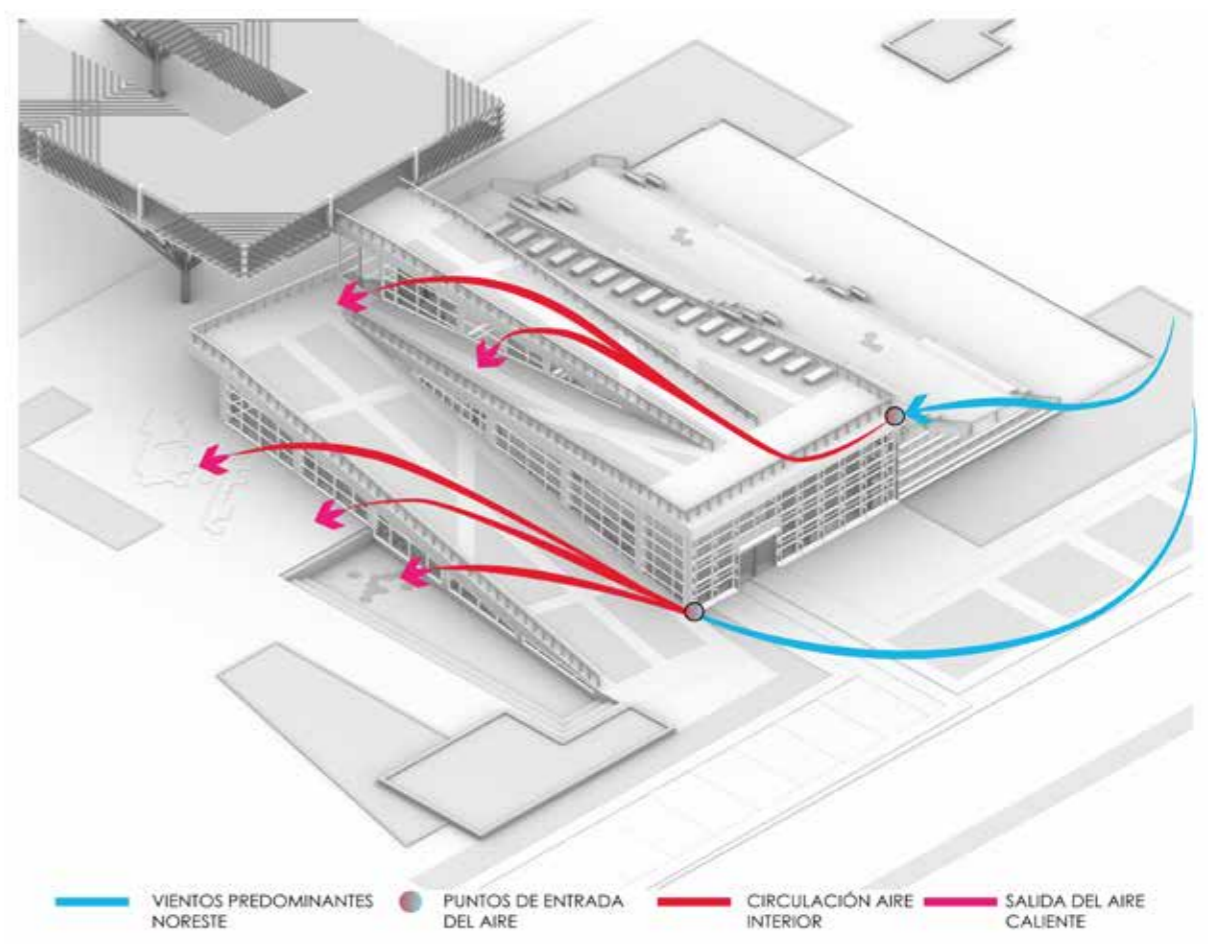 VIENTOS PREDOMINANTES
NORESTE
PUNTOS DE ENTRADA
DEL AIRE
CIRCULACIÓN AIRE
INTERIOR
SALIDA DEL AIRE
CALIENTE